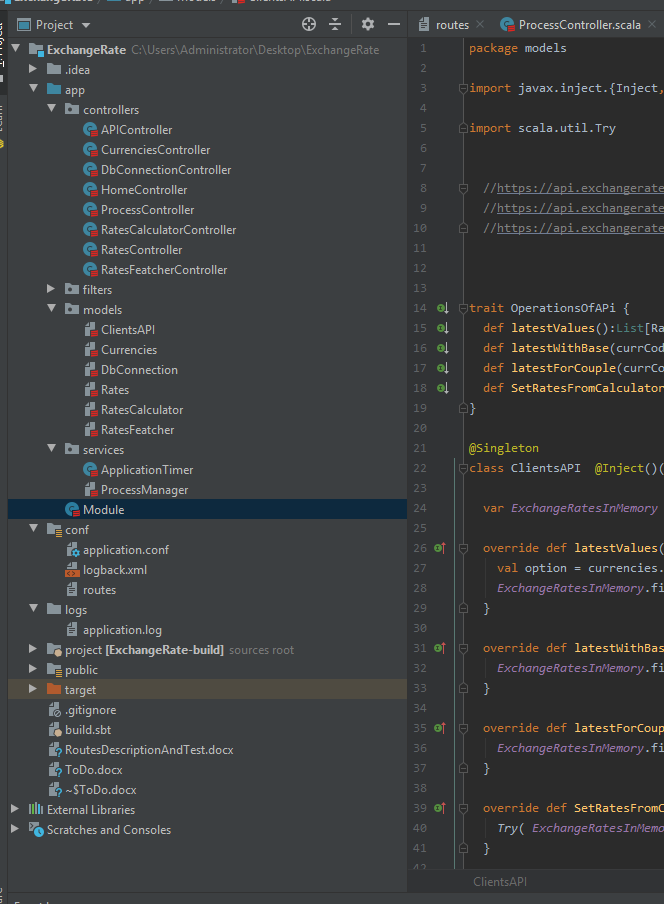 Project
ExchangeRate C:\Users\Administrator\Desktop\ExchangeRate
.idea
app
controllers
APIController
CurrenciesController
DbConnectionController
HomeController
ProcessController
RatesCalculatorController
RatesController
RatesFeatcherController
filters
models
ClientsAPI
Currencies
DbConnection
Rates
RatesCalculator
RatesFeatcher
services
ApplicationTimer
ProcessManager
Module
conf
application.conf
logback.xml
routes
logs
application.log
project [ExchangeRate-build] sources root
public
target
.gitignore
build.sbt
RoutesDescriptionAndTest.docx
ToDo.docx
~$ToDo.docx
External Libraries
Scratches and Consoles
routes ProcessController.scala
1 package models
2
3 import javax.inject.{Inject,
4
5 import scala.util.Try
6
7
8 //https://api.exchangerate
9 //https://api.exchangerate
10 //https://api.exchangerate
11
12
13
14 trait OperationsOfAPi {
15 def latestValues():List[Ra
16 def latestWithBase(currCod
17 def latestForCouple(currCo
18 def SetRatesFromCalculator
19 }
20
21 @Singleton
22 class ClientsAPI @Inject()(
23
24 var ExchangeRatesInMemory
25
26 override def latestValues(
27 val option = currencies.
28 ExchangeRatesInMemory.fi
29 }
30
31 override def latestWithBas
32 ExchangeRatesInMemory.fi
33 }
34
35 override def latestForCoup
36 ExchangeRatesInMemory.fi
37 }
38
39 override def SetRatesFromC
40 Try( ExchangeRatesInMemo
41 }
42
ClientsAPI